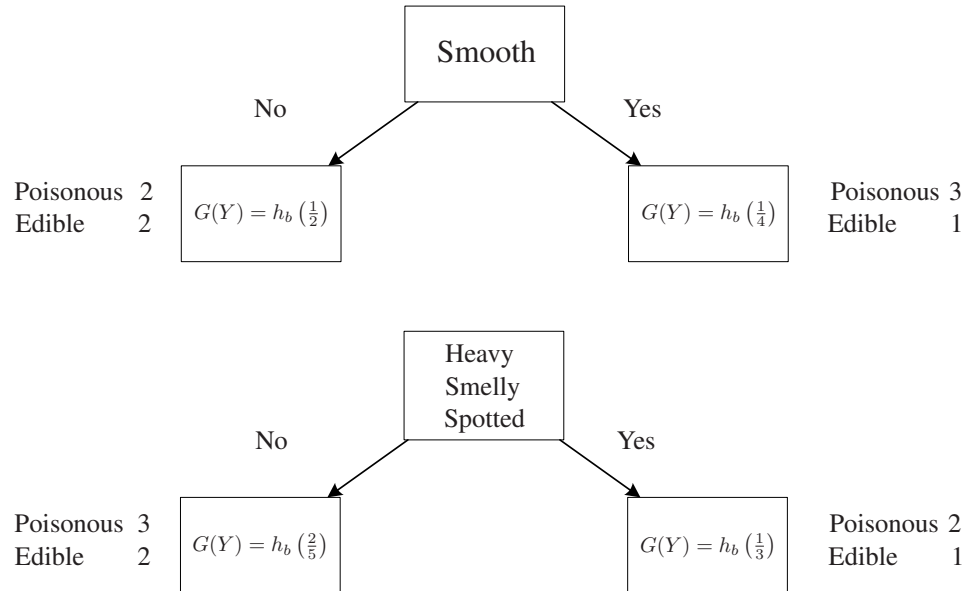 Smooth
No Yes
Poisonous 2 G(Y) = h_b (1/2) G(Y) = h_b (1/4) Poisonous 3
Edible 2 Edible 1
Heavy
Smelly
Spotted
No Yes
Poisonous 3 G(Y) = h_b (2/5) G(Y) = h_b (1/3) Poisonous 2
Edible 2 Edible 1